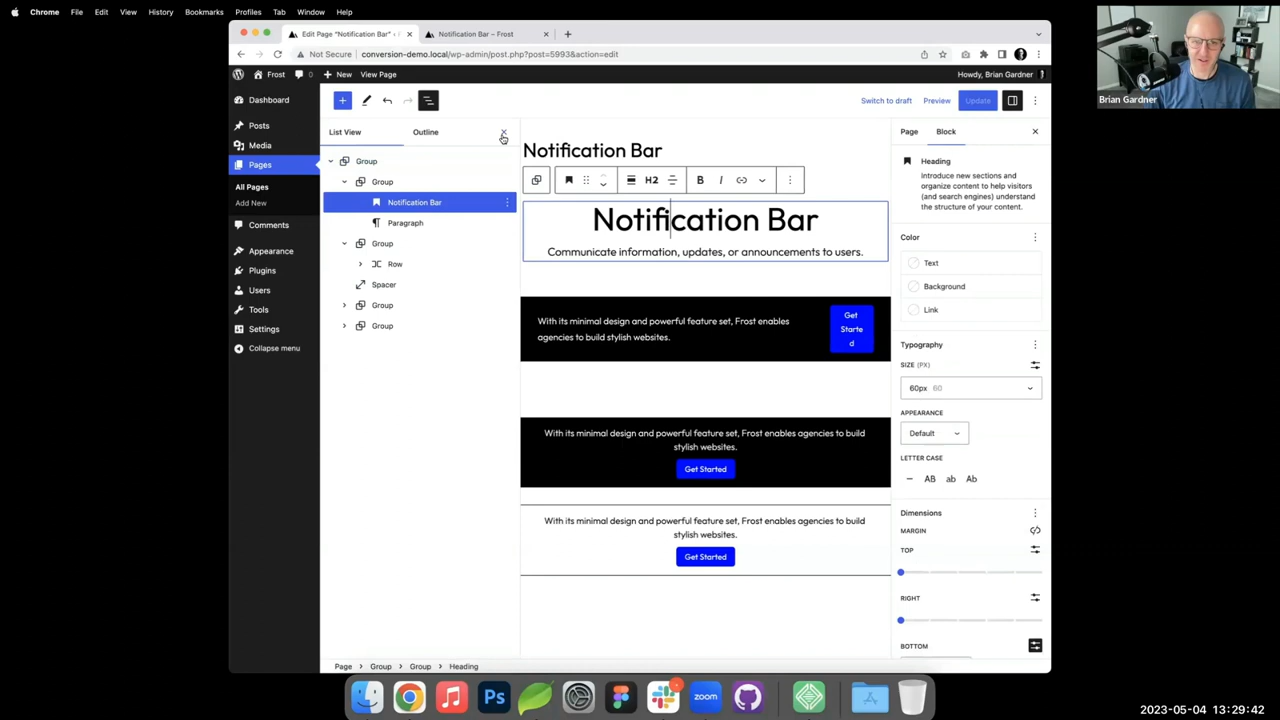 Chrome File Edit View History Bookmarks Profiles Tab Window Help
Edit Page “Notification Bar” ‹
Notification Bar – Frost
Not Secure conversion-demo.local/wp-admin/post.php?post=5993&action=edit
Frost 0 New View Page Howdy, Brian Gardner
Brian Gardner
Dashboard
Posts
Media
Pages
All Pages
Add New
Comments
Appearance
Plugins
Users
Tools
Settings
Collapse menu
Switch to draft Preview Update
List View Outline
Group
Group
Notification Bar
Paragraph
Group
Row
Spacer
Group
Group
Notification Bar
H2 B I
Notification Bar
Communicate information, updates, or announcements to users.
With its minimal design and powerful feature set, Frost enables
agencies to build stylish websites.
Get
Starte
d
With its minimal design and powerful feature set, Frost enables agencies to build
stylish websites.
Get Started
With its minimal design and powerful feature set, Frost enables agencies to build
stylish websites.
Get Started
Page Block
Heading
Introduce new sections and
organize content to help visitors
(and search engines) understand
the structure of your content.
Color
Text
Background
Link
Typography
SIZE (PX)
60px 60
APPEARANCE
Default
LETTER CASE
– AB ab Ab
Dimensions
MARGIN
TOP
RIGHT
BOTTOM
Page › Group › Group › Heading
Ps
zoom
2023-05-04 13:29:42